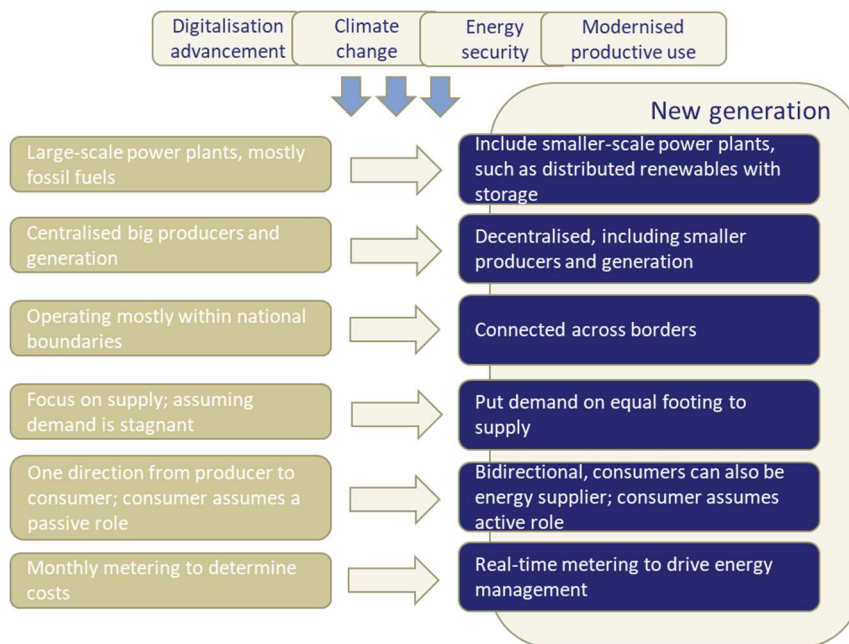 Digitalisation
advancement
Climate
change
Energy
security
Modernised
productive use
New generation
Large-scale power plants, mostly
fossil fuels
Include smaller-scale power plants,
such as distributed renewables with
storage
Centralised big producers and
generation
Decentralised, including smaller
producers and generation
Operating mostly within national
boundaries
Connected across borders
Focus on supply; assuming
demand is stagnant
Put demand on equal footing to
supply
One direction from producer to
consumer; consumer assumes a
passive role
Bidirectional, consumers can also be
energy supplier; consumer assumes
active role
Monthly metering to determine
costs
Real-time metering to drive energy
management